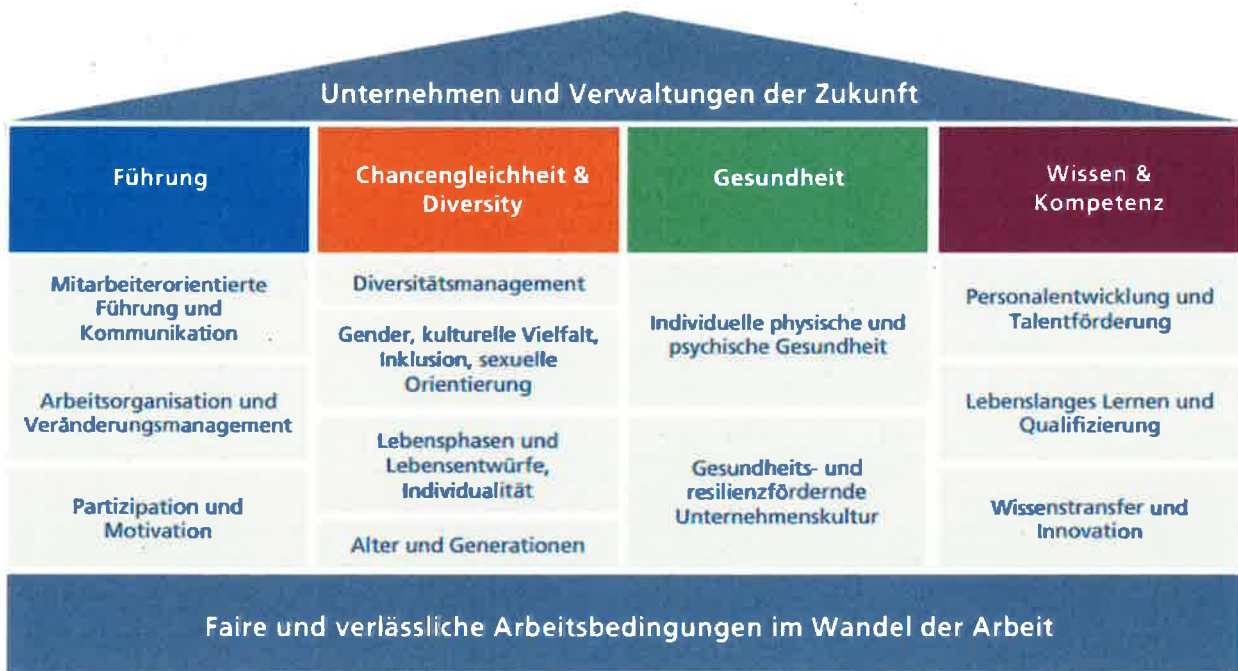 Unternehmen und Verwaltungen der Zukunft
Führung
Chancengleichheit &
Diversity
Gesundheit
Wissen &
Kompetenz
Mitarbeiterorientierte
Führung und
Kommunikation
Arbeitsorganisation und
Veränderungsmanagement
Partizipation und
Motivation
Diversitätsmanagement
Gender, kulturelle Vielfalt,
Inklusion, sexuelle
Orientierung
Lebensphasen und
Lebensentwürfe,
Individualität
Alter und Generationen
Individuelle physische und
psychische Gesundheit
Gesundheits- und
resilienzfördernde
Unternehmenskultur
Personalentwicklung und
Talentförderung
Lebenslanges Lernen und
Qualifizierung
Wissenstransfer und
Innovation
Faire und verlässliche Arbeitsbedingungen im Wandel der Arbeit